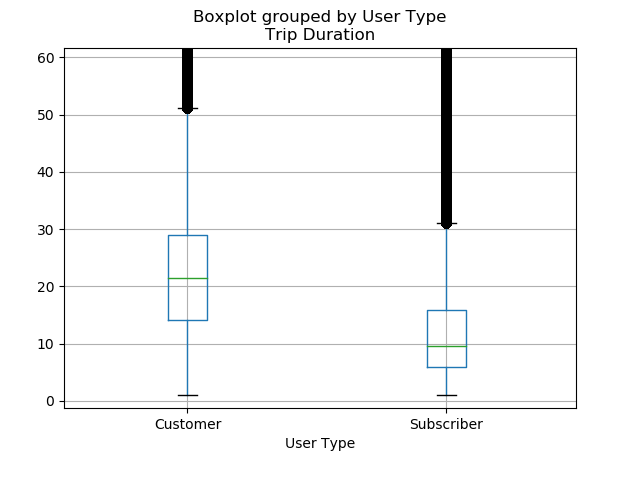 Boxplot grouped by User Type
Trip Duration
60
50
40
30
20
10
0
Customer
Subscriber
User Type